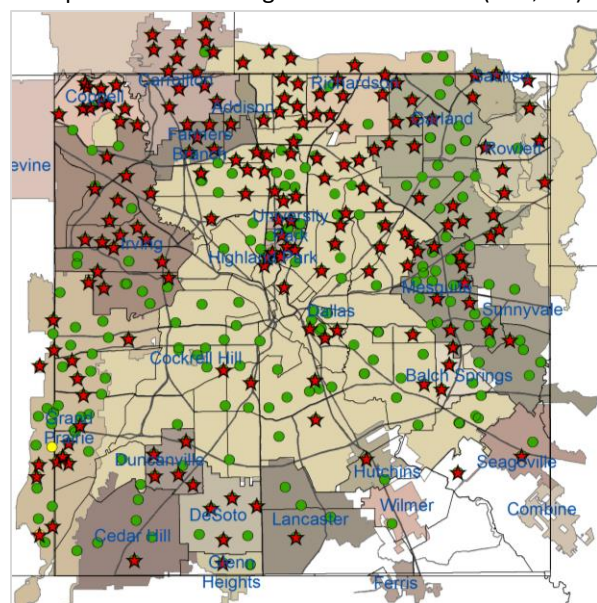 Carrollton
Richardson
Sachse
Coppell
Addison
Garland
Farmers
Branch
Rowlett
evine
University
Park
Irving
Highland Park
Mesquite
Sunnyvale
Dallas
Cockrell Hill
Balch Springs
Grand
Prairie
Duncanville
Hutchins
Seagoville
Wilmer
Combine
DeSoto
Lancaster
Cedar Hill
Glenn
Heights
Ferris